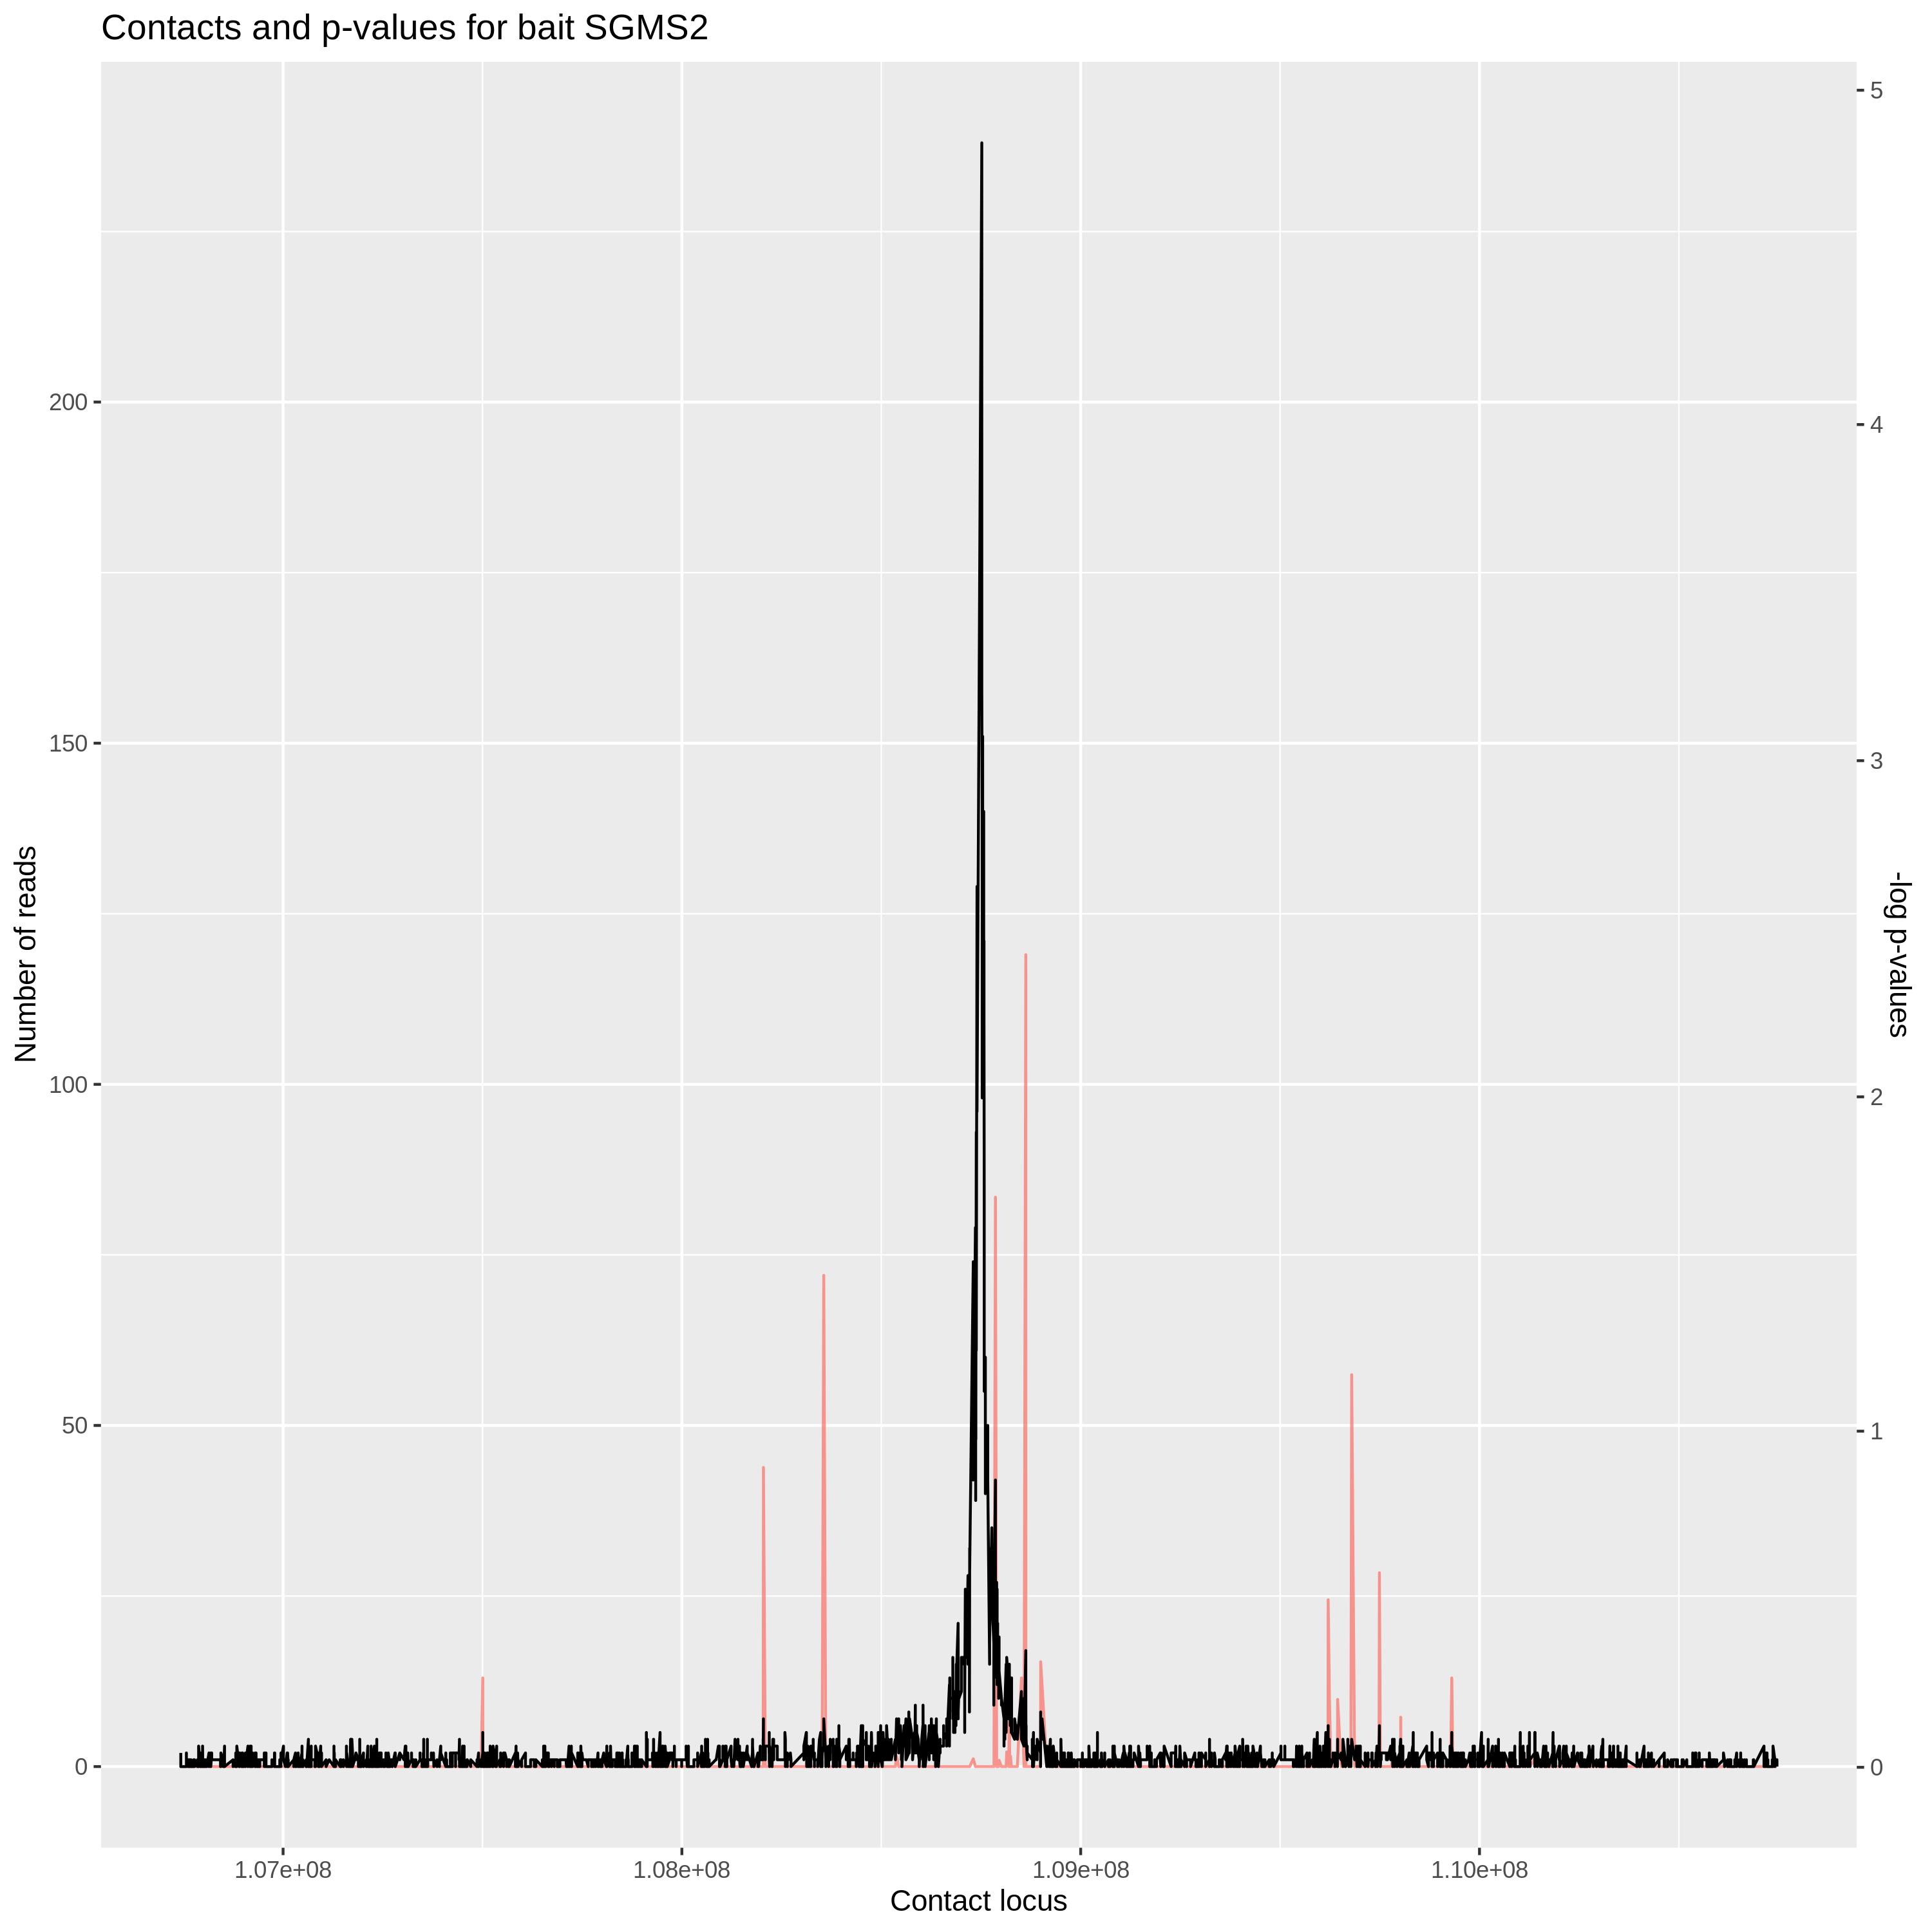 Contacts and p-values for bait SGMS2
5
4
3
2
1
0
200
150
100
50
0
Number of reads
-log p-values
1.07e+08
1.08e+08
1.09e+08
1.10e+08
Contact locus